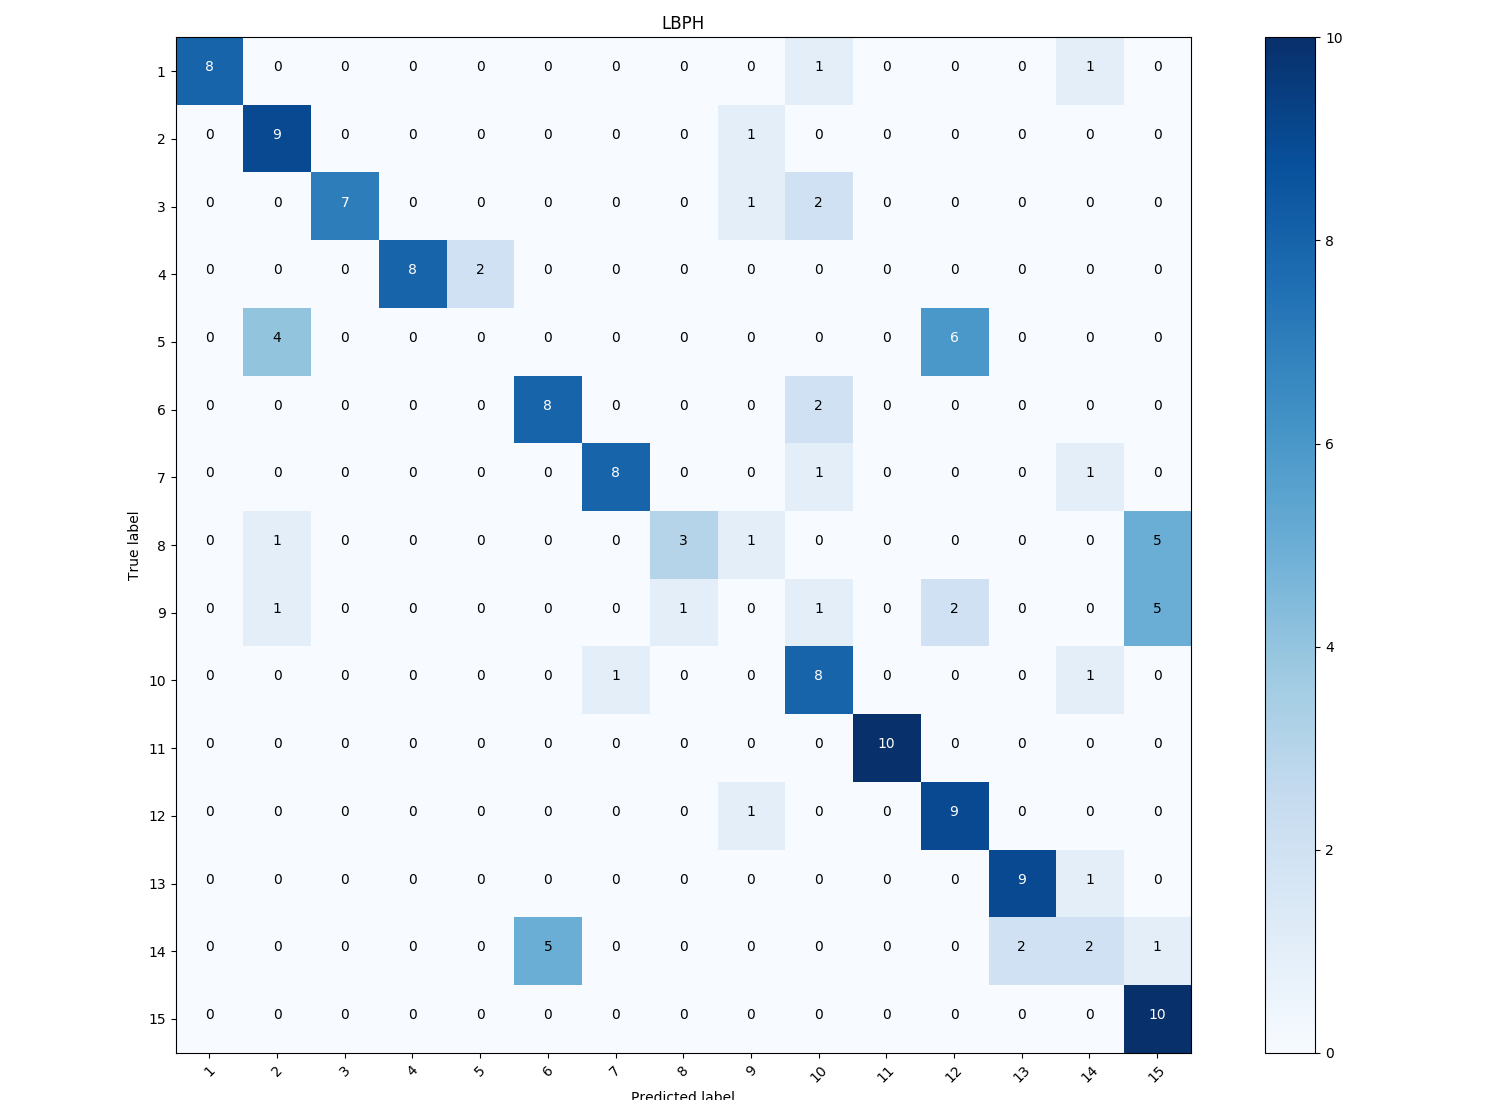 LBPH
1 8 0 0 0 0 0 0 0 0 1 0 0 0 1 0
2 0 9 0 0 0 0 0 0 1 0 0 0 0 0 0
3 0 0 7 0 0 0 0 0 1 2 0 0 0 0 0
4 0 0 0 8 2 0 0 0 0 0 0 0 0 0 0
5 0 4 0 0 0 0 0 0 0 0 0 6 0 0 0
6 0 0 0 0 0 8 0 0 0 2 0 0 0 0 0
7 0 0 0 0 0 0 8 0 0 1 0 0 0 1 0
8 0 1 0 0 0 0 0 3 1 0 0 0 0 0 5
9 0 1 0 0 0 0 0 1 0 1 0 2 0 0 5
10 0 0 0 0 0 0 1 0 0 8 0 0 0 1 0
11 0 0 0 0 0 0 0 0 0 0 10 0 0 0 0
12 0 0 0 0 0 0 0 0 1 0 0 9 0 0 0
13 0 0 0 0 0 0 0 0 0 0 0 0 9 1 0
14 0 0 0 0 0 5 0 0 0 0 0 0 2 2 1
15 0 0 0 0 0 0 0 0 0 0 0 0 0 0 10
1 2 3 4 5 6 7 8 9 10 11 12 13 14 15
True label
Predicted label
10
8
6
4
2
0